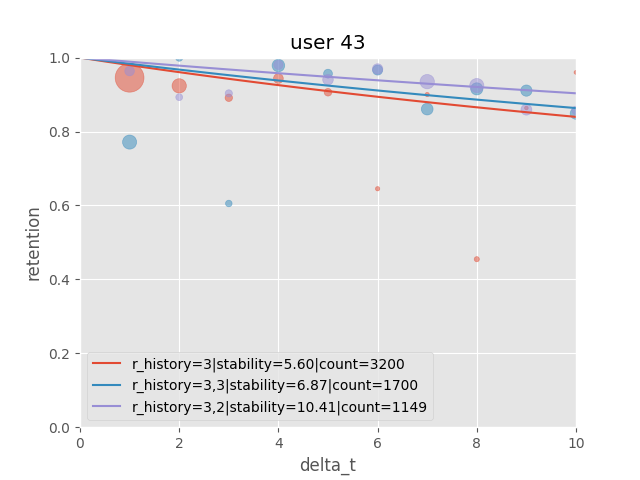 user 43
retention
1.0
0.8
0.6
0.4
0.2
0.0
r_history=3|stability=5.60|count=3200
r_history=3,3|stability=6.87|count=1700
r_history=3,2|stability=10.41|count=1149
0 2 4 6 8 10
delta_t